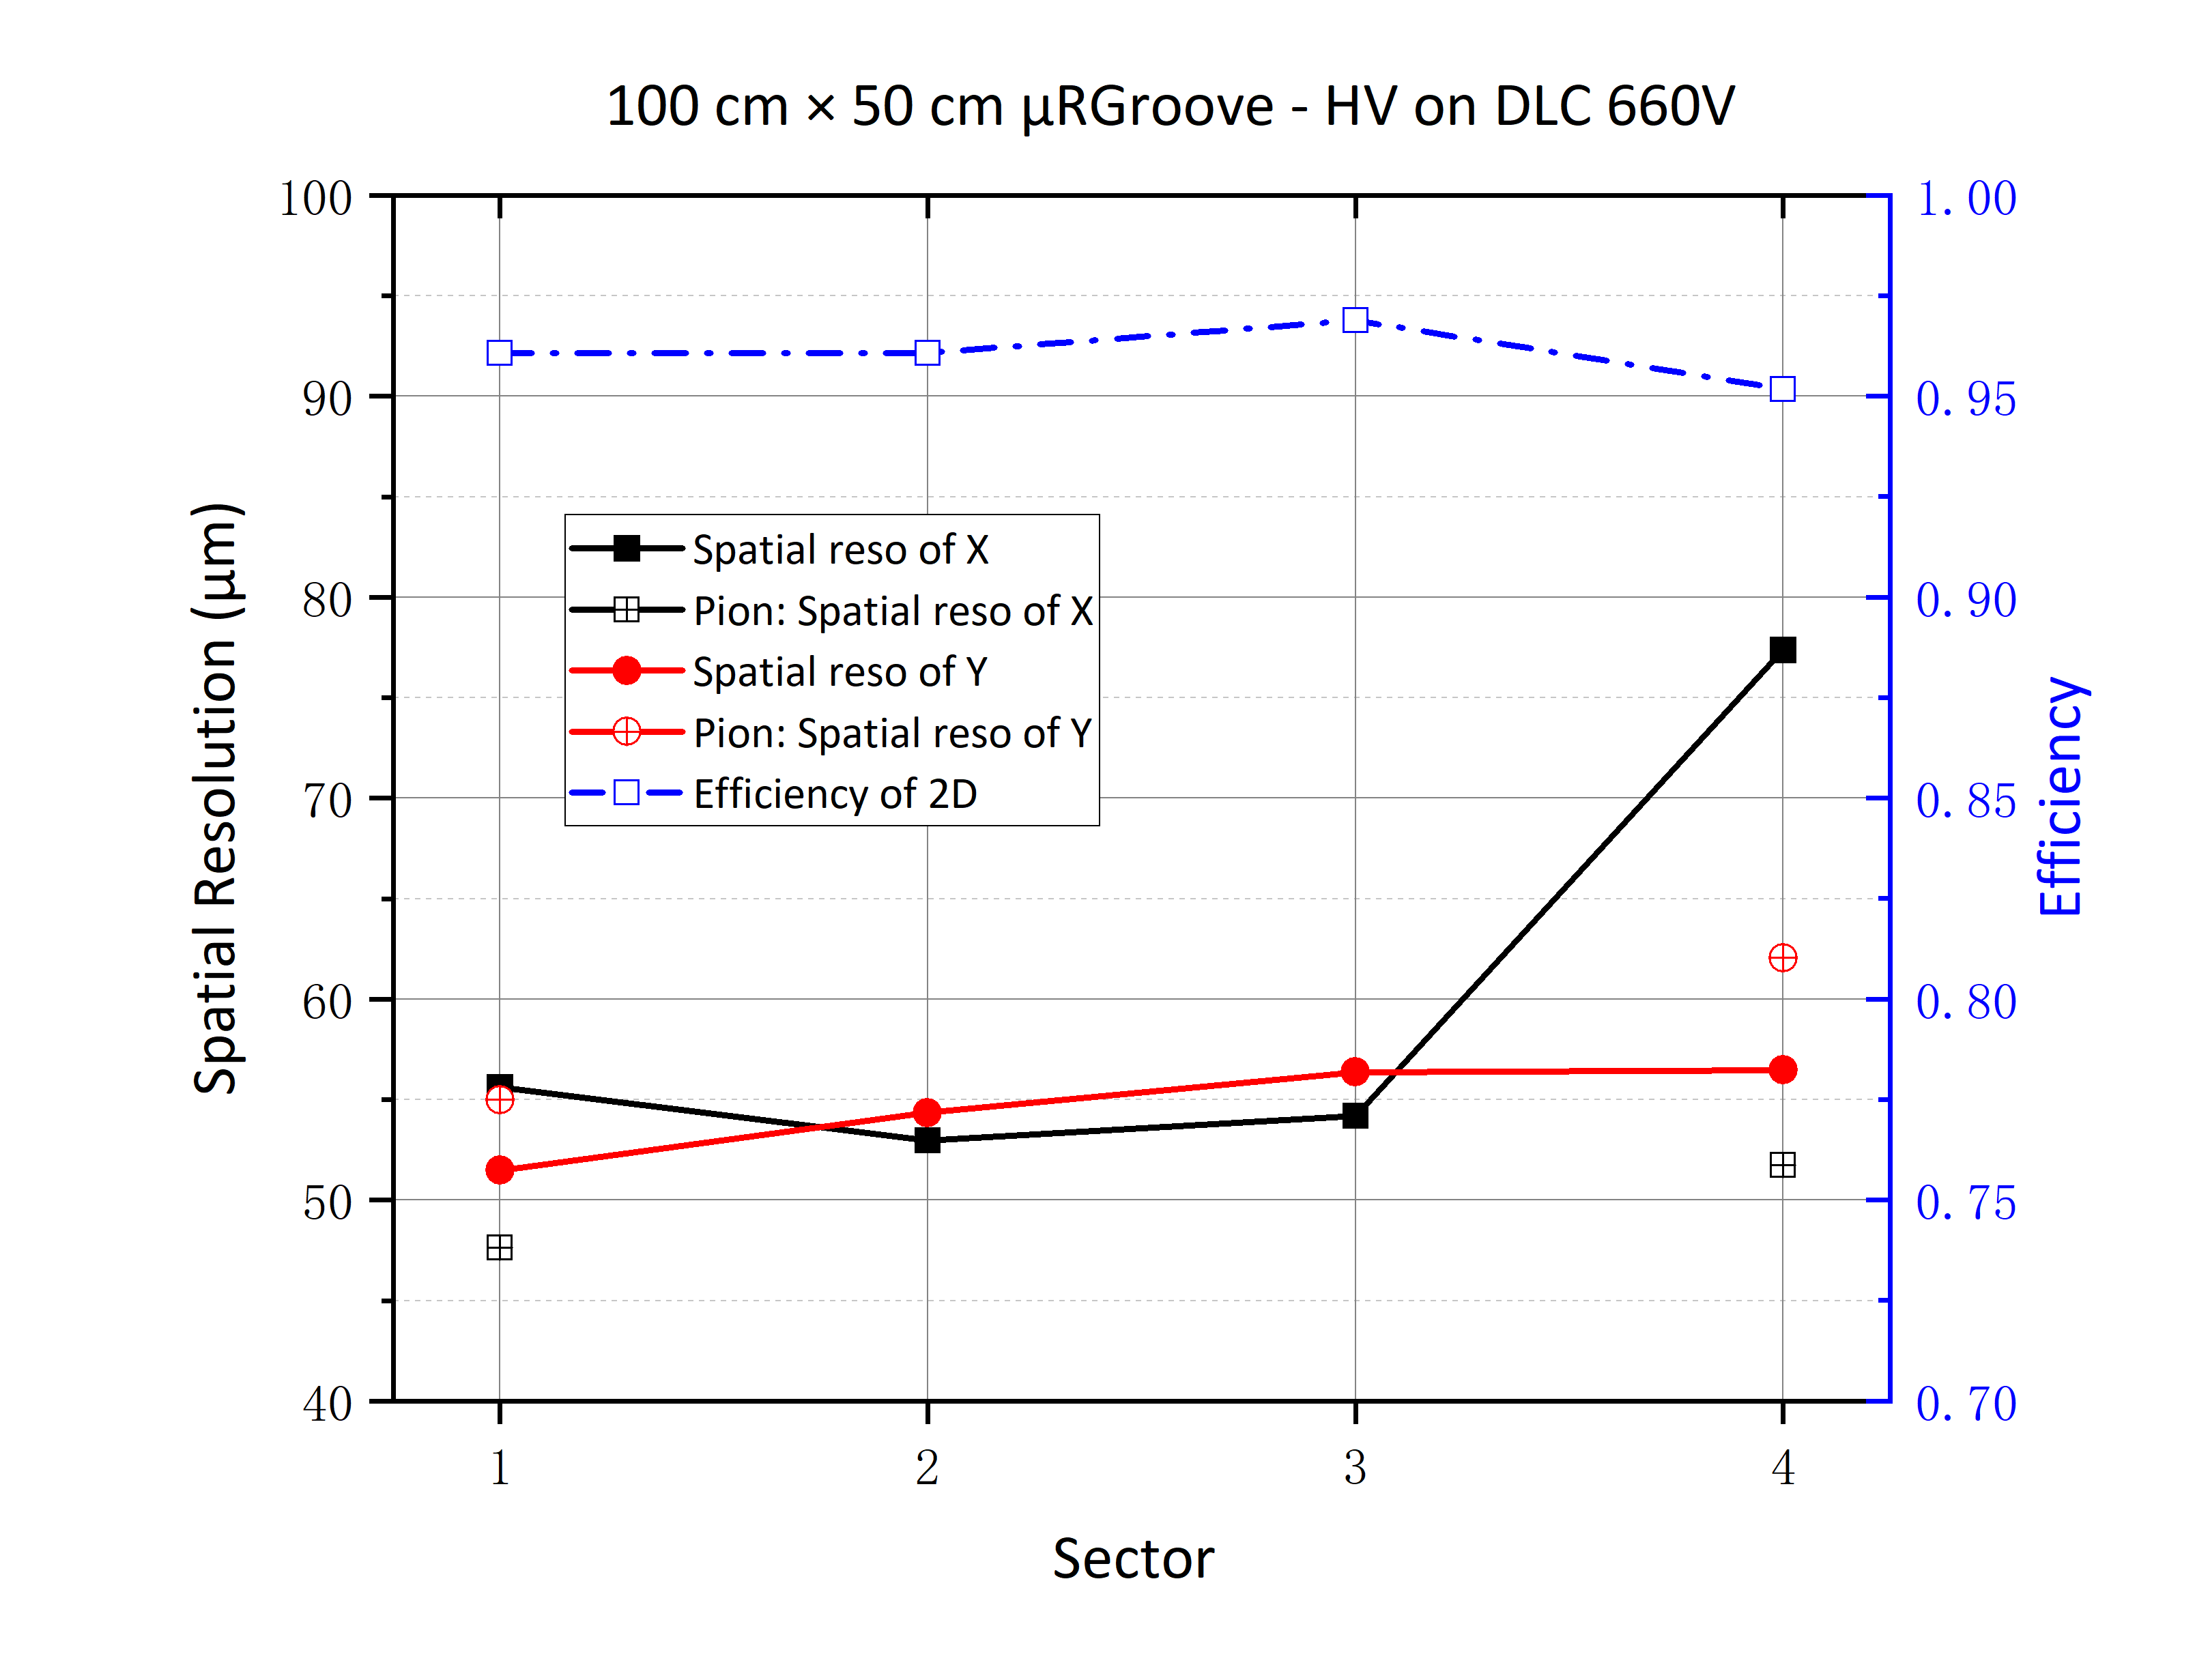 100 cm × 50 cm μRGroove - HV on DLC 660V
100
90
80
70
60
50
40
Spatial Resolution (μm)
1.00
0.95
0.90
0.85
0.80
0.75
0.70
Efficiency
Spatial reso of X
Pion: Spatial reso of X
Spatial reso of Y
Pion: Spatial reso of Y
Efficiency of 2D
1 2 3 4
Sector